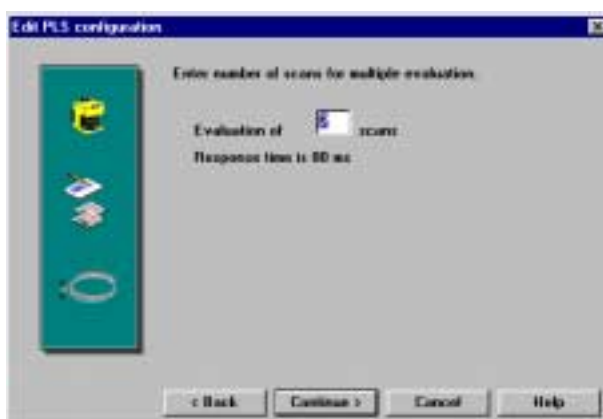 Edit PLS configuration
Enter number of scans for multiple evaluation.
Evaluation of scans
Response time is 80 ms
< Back Continue > Cancel Help